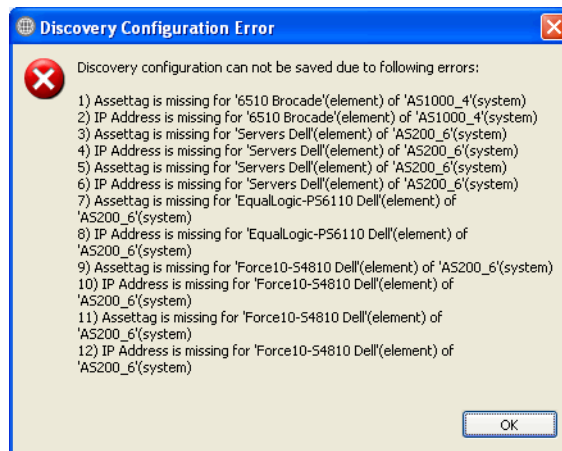 Discovery Configuration Error
Discovery configuration can not be saved due to following errors:
1) Assettag is missing for '6510 Brocade'(element) of 'AS1000_4'(system)
2) IP Address is missing for '6510 Brocade'(element) of 'AS1000_4'(system)
3) Assettag is missing for 'Servers Dell'(element) of 'AS200_6'(system)
4) IP Address is missing for 'Servers Dell'(element) of 'AS200_6'(system)
5) Assettag is missing for 'Servers Dell'(element) of 'AS200_6'(system)
6) IP Address is missing for 'Servers Dell'(element) of 'AS200_6'(system)
7) Assettag is missing for 'EqualLogic-PS6110 Dell'(element) of
'AS200_6'(system)
8) IP Address is missing for 'EqualLogic-PS6110 Dell'(element) of
'AS200_6'(system)
9) Assettag is missing for 'Force10-S4810 Dell'(element) of 'AS200_6'(system)
10) IP Address is missing for 'Force10-S4810 Dell'(element) of
'AS200_6'(system)
11) Assettag is missing for 'Force10-S4810 Dell'(element) of
'AS200_6'(system)
12) IP Address is missing for 'Force10-S4810 Dell'(element) of
'AS200_6'(system)
OK